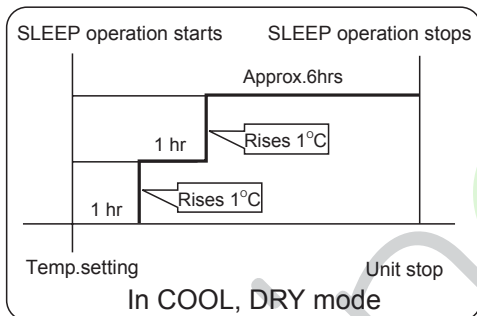 SLEEP operation starts SLEEP operation stops
Approx.6hrs
1 hr
Rises 1°C
1 hr
Rises 1°C
Temp.setting
Unit stop
In COOL, DRY mode